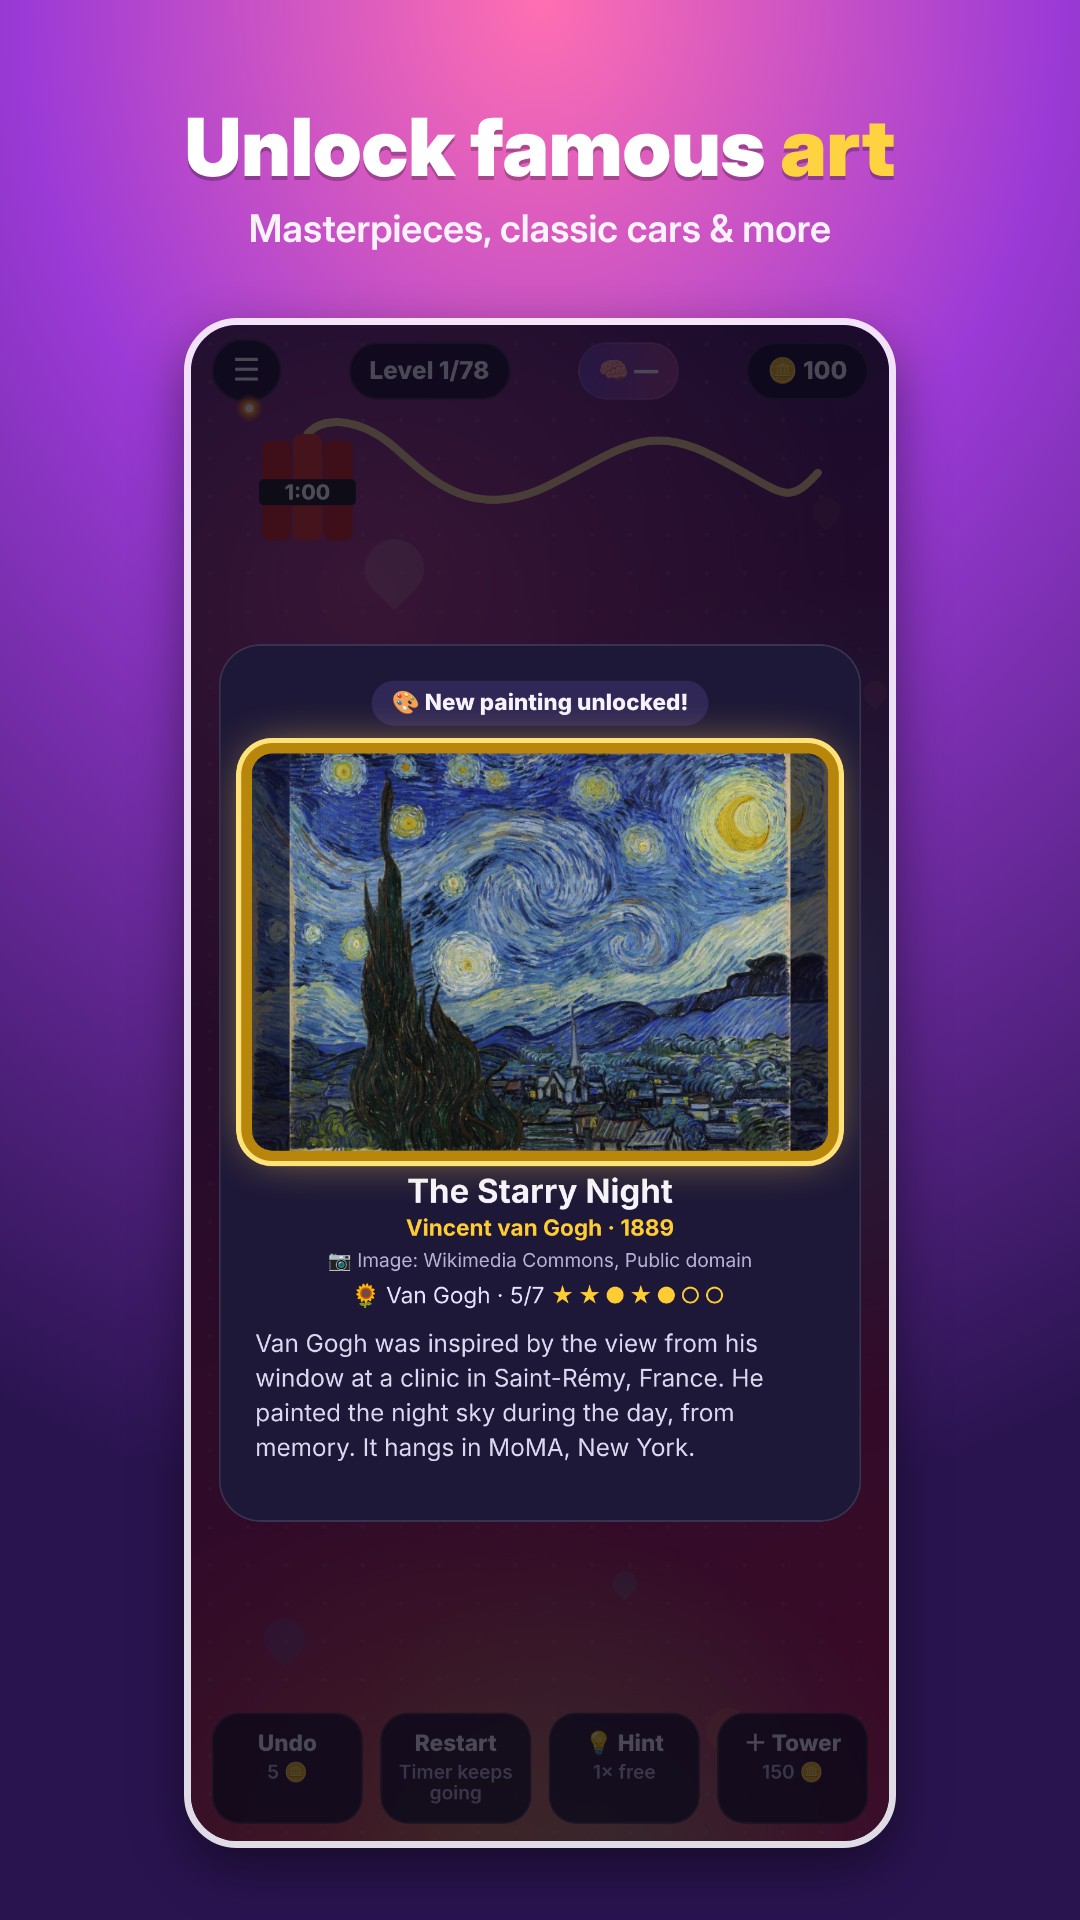 Unlock famous art
Masterpieces, classic cars & more
☰ Level 1/78 🧠 — 🪙 100
1:00
🎨 New painting unlocked!
The Starry Night
Vincent van Gogh · 1889
📷 Image: Wikimedia Commons, Public domain
🌻 Van Gogh · 5/7 ★ ★ ● ★ ● ○ ○
Van Gogh was inspired by the view from his
window at a clinic in Saint-Rémy, France. He
painted the night sky during the day, from
memory. It hangs in MoMA, New York.
Undo
5 🪙
Restart
Timer keeps
going
💡 Hint
1× free
+ Tower
150 🪙